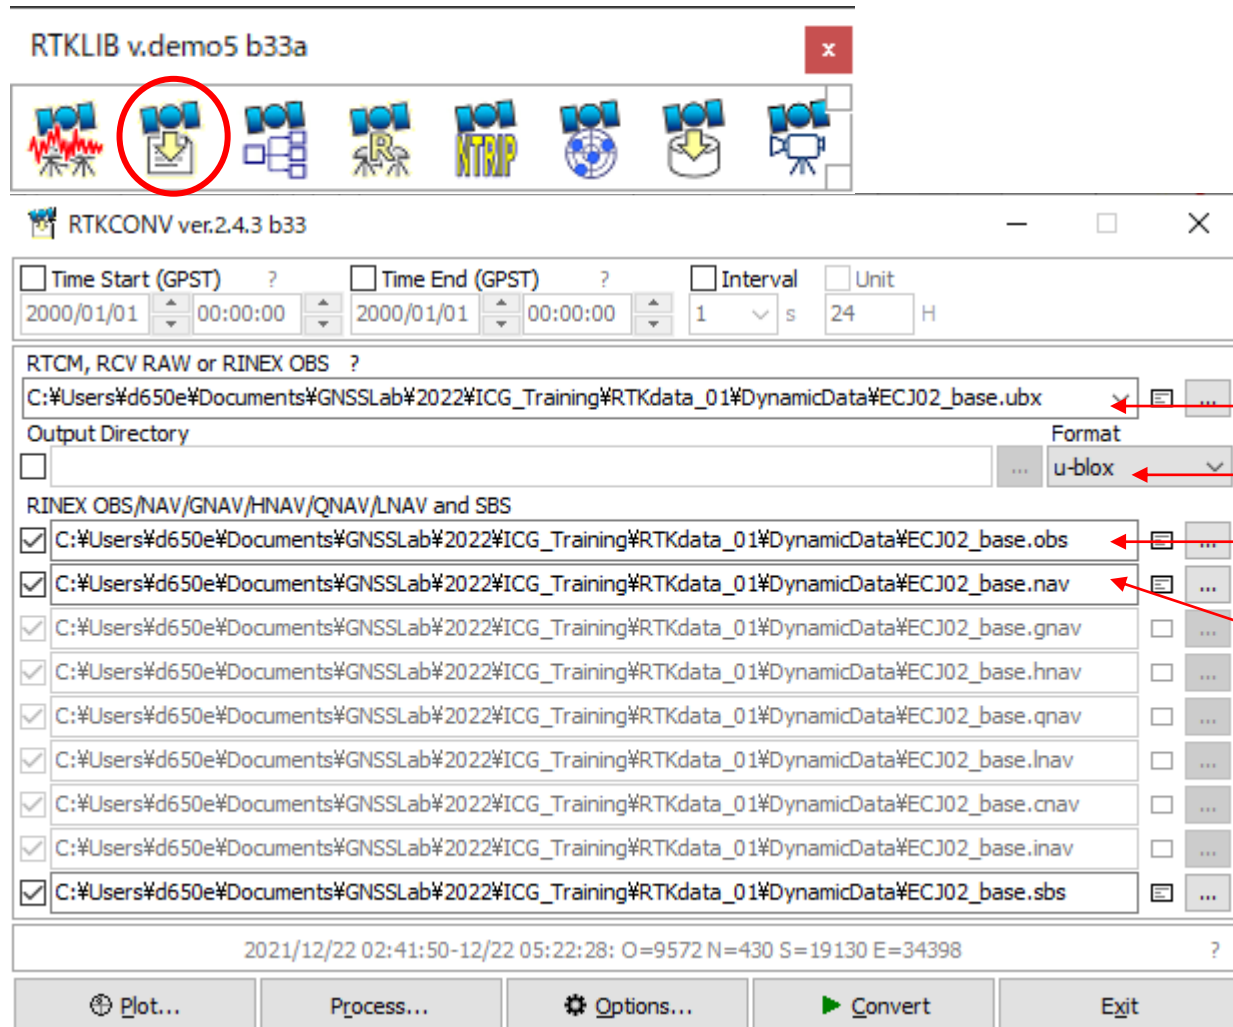 RTKLIB v.demo5 b33a
x
R
NTRIP
RTKCONV ver.2.4.3 b33
Time Start (GPST) ? Time End (GPST) ? Interval Unit
2000/01/01 00:00:00 2000/01/01 00:00:00 1 s 24 H
RTCM, RCV RAW or RINEX OBS ?
C:¥Users¥d650e¥Documents¥GNSSLab¥2022¥ICG_Training¥RTKdata_01¥DynamicData¥ECJ02_base.ubx ...
Output Directory Format
... u-blox
RINEX OBS/NAV/GNAV/HNAV/QNAV/LNAV and SBS
C:¥Users¥d650e¥Documents¥GNSSLab¥2022¥ICG_Training¥RTKdata_01¥DynamicData¥ECJ02_base.obs ...
C:¥Users¥d650e¥Documents¥GNSSLab¥2022¥ICG_Training¥RTKdata_01¥DynamicData¥ECJ02_base.nav ...
C:¥Users¥d650e¥Documents¥GNSSLab¥2022¥ICG_Training¥RTKdata_01¥DynamicData¥ECJ02_base.gnav ...
C:¥Users¥d650e¥Documents¥GNSSLab¥2022¥ICG_Training¥RTKdata_01¥DynamicData¥ECJ02_base.hnav ...
C:¥Users¥d650e¥Documents¥GNSSLab¥2022¥ICG_Training¥RTKdata_01¥DynamicData¥ECJ02_base.qnav ...
C:¥Users¥d650e¥Documents¥GNSSLab¥2022¥ICG_Training¥RTKdata_01¥DynamicData¥ECJ02_base.lnav ...
C:¥Users¥d650e¥Documents¥GNSSLab¥2022¥ICG_Training¥RTKdata_01¥DynamicData¥ECJ02_base.cnav ...
C:¥Users¥d650e¥Documents¥GNSSLab¥2022¥ICG_Training¥RTKdata_01¥DynamicData¥ECJ02_base.inav ...
C:¥Users¥d650e¥Documents¥GNSSLab¥2022¥ICG_Training¥RTKdata_01¥DynamicData¥ECJ02_base.sbs ...
2021/12/22 02:41:50-12/22 05:22:28: O=9572 N=430 S=19130 E=34398 ?
Plot... Process... Options... Convert Exit